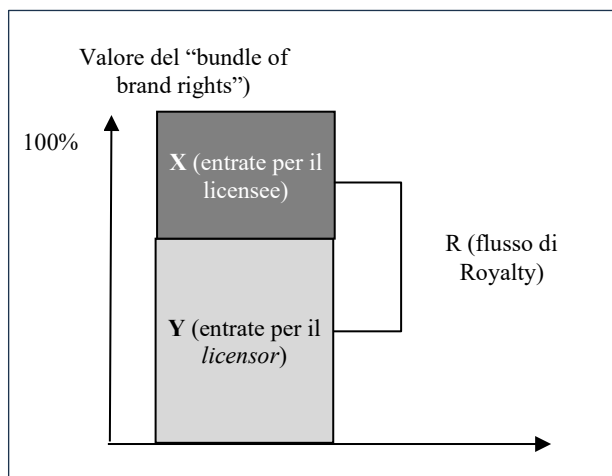 Valore del “bundle of
brand rights”)
100%
X (entrate per il
licensee)
R (flusso di
Royalty)
Y (entrate per il
licensor)